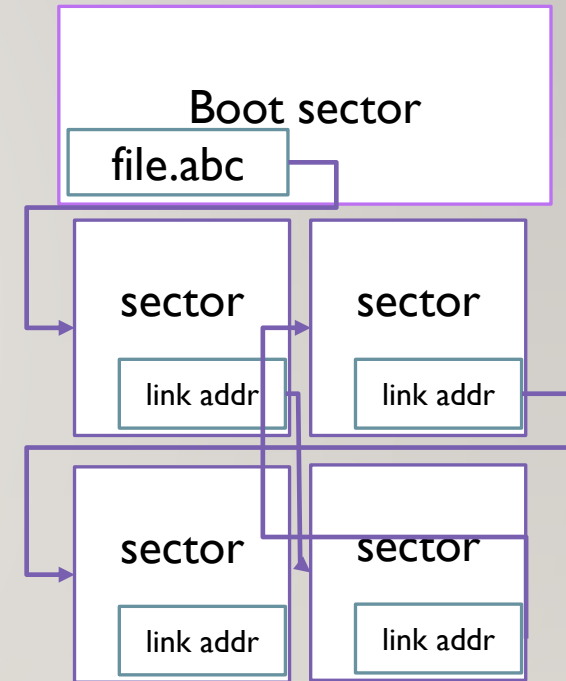 Boot sector
file.abc
sector
sector
link addr
link addr
sector
sector
link addr
link addr